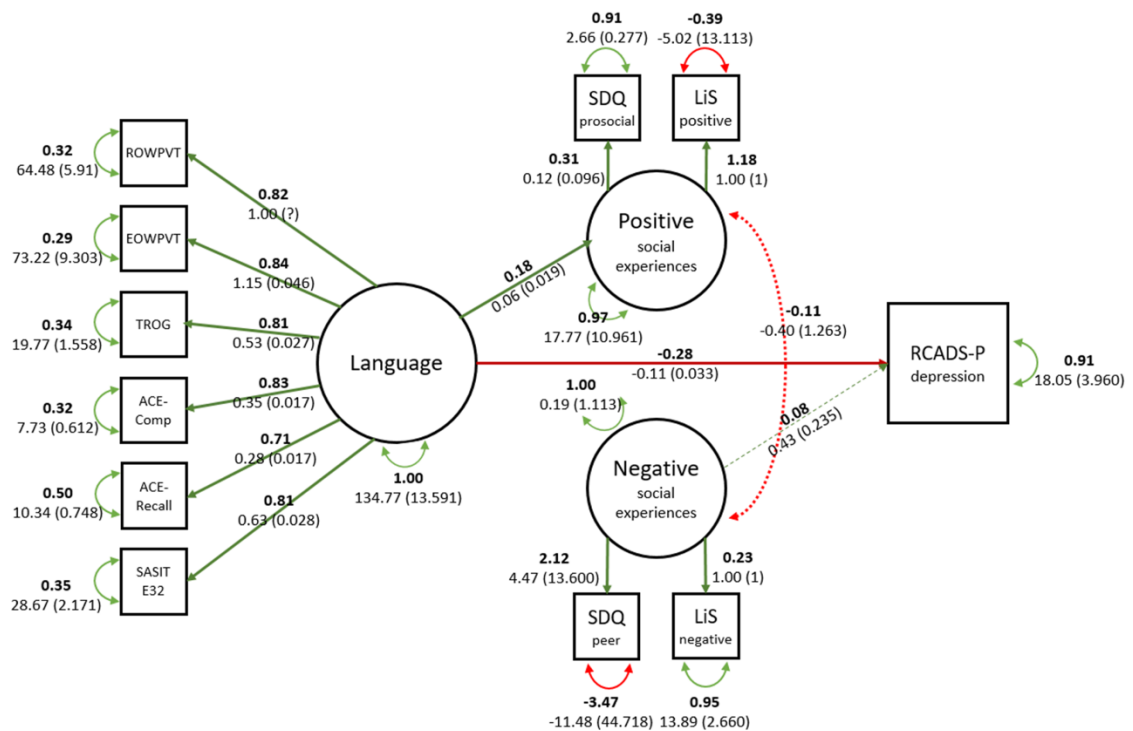 0.91
2.66 (0.277)
-0.39
-5.02 (13.113)
SDQ
prosocial
LiS
positive
0.31
0.12 (0.096)
1.18
1.00 (1)
0.32
64.48 (5.91)
ROWPVT
0.82
1.00 (?)
0.29
73.22 (9.303)
EOWPVT
0.84
1.15 (0.046)
0.34
19.77 (1.558)
TROG
0.81
0.53 (0.027)
0.32
7.73 (0.612)
ACE-
Comp
0.83
0.35 (0.017)
0.50
10.34 (0.748)
ACE-
Recall
0.71
0.28 (0.017)
0.35
28.67 (2.171)
SASIT
E32
0.81
0.63 (0.028)
Language
1.00
134.77 (13.591)
0.18
0.06 (0.019)
Positive
social
experiences
0.97
17.77 (10.961)
-0.11
-0.40 (1.263)
-0.28
-0.11 (0.033)
RCADS-P
depression
0.91
18.05 (3.960)
1.00
0.19 (1.113)
0.08
0.43 (0.235)
Negative
social
experiences
2.12
4.47 (13.600)
0.23
1.00 (1)
SDQ
peer
LiS
negative
-3.47
-11.48 (44.718)
0.95
13.89 (2.660)